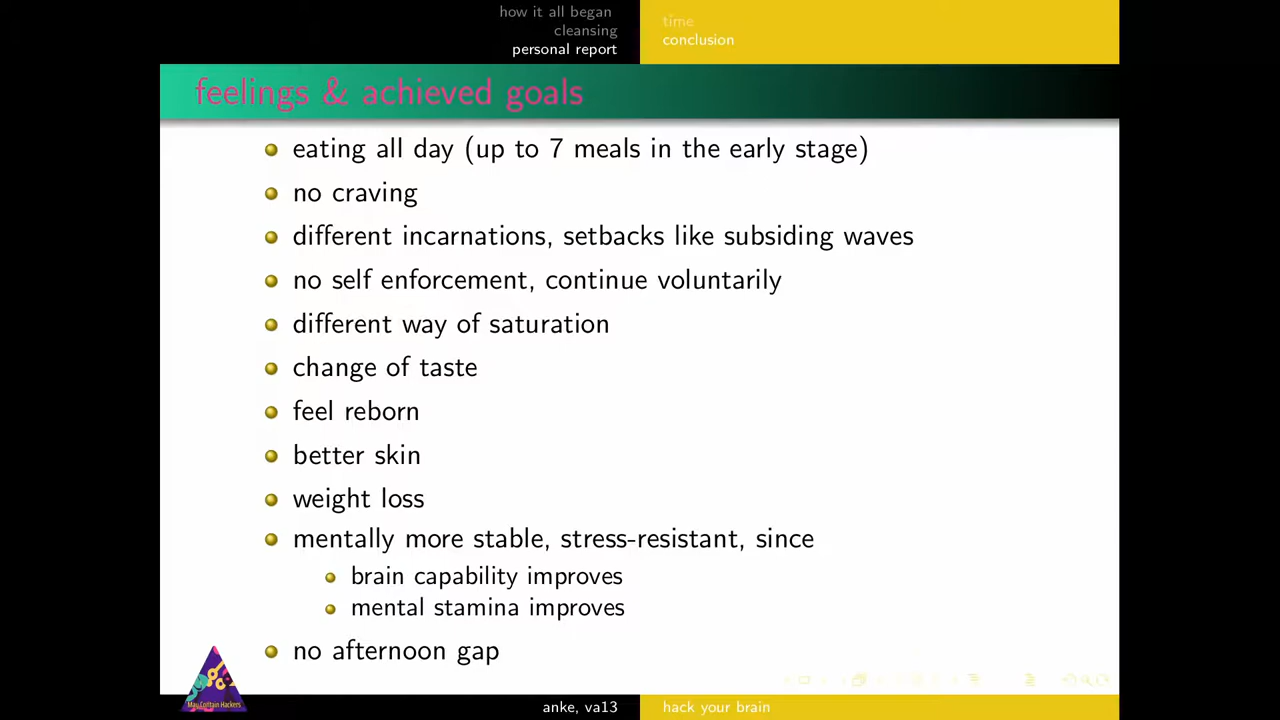 how it all began
cleansing
personal report
time
conclusion
feelings & achieved goals
eating all day (up to 7 meals in the early stage)
no craving
different incarnations, setbacks like subsiding waves
no self enforcement, continue voluntarily
different way of saturation
change of taste
feel reborn
better skin
weight loss
mentally more stable, stress-resistant, since
brain capability improves
mental stamina improves
no afternoon gap
May Contain Hackers
anke, va13
hack your brain